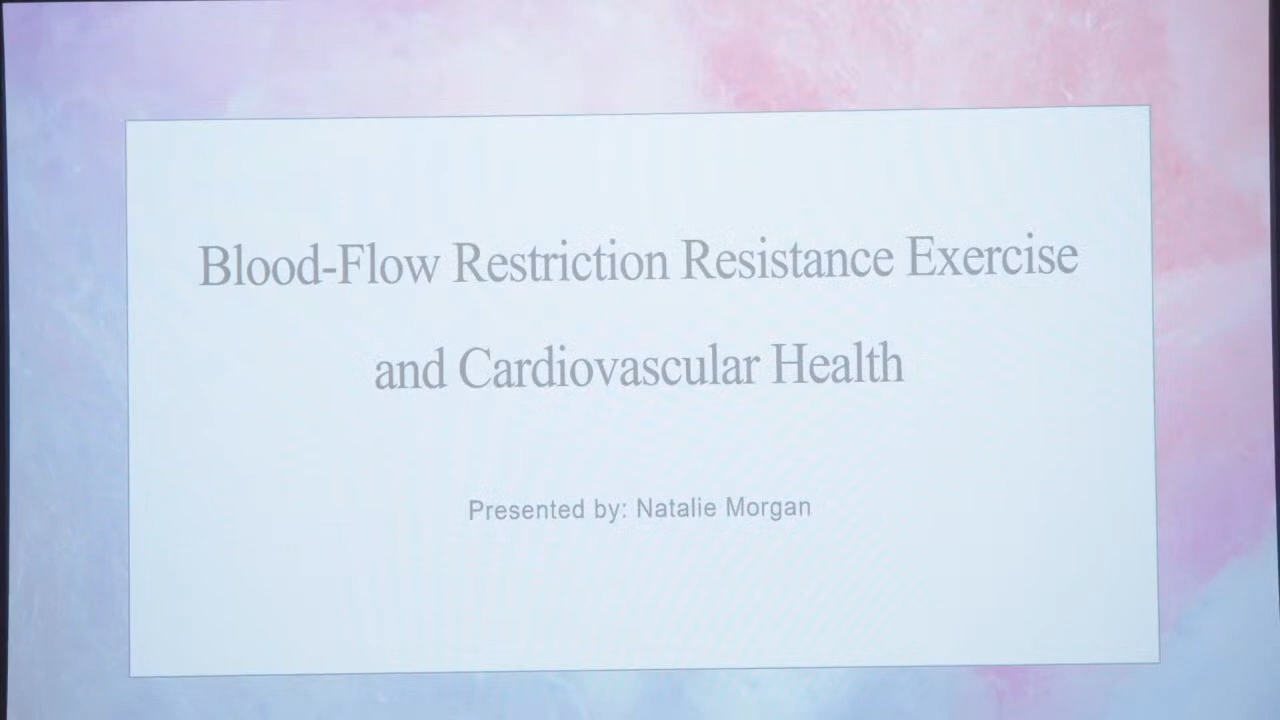 Blood-Flow Restriction Resistance Exercise
and Cardiovascular Health
Presented by: Natalie Morgan